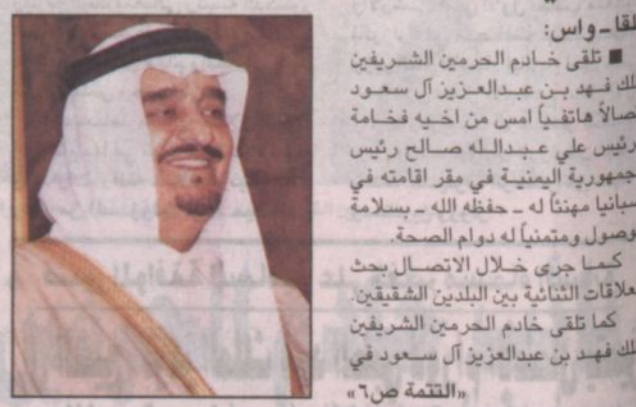 لقا ـ واس:
■ تلقى خادم الحرمين الشريفين
لك فهد بن عبدالعزيز آل سعود
صالاً هاتفياً امس من اخيه فخامة
رئيس علي عبدالله صالح رئيس
جمهورية اليمنية في مقر اقامته في
سبانيا مهنئاً له ـ حفظه الله ـ بسلامة
وصول ومتمنياً له دوام الصحة.
كما جرى خلال الاتصال بحث
علاقات الثنائية بين البلدين الشقيقين.
كما تلقى خادم الحرمين الشريفين
لك فهد بن عبدالعزيز آل سعود في
«التتمة ص٦»